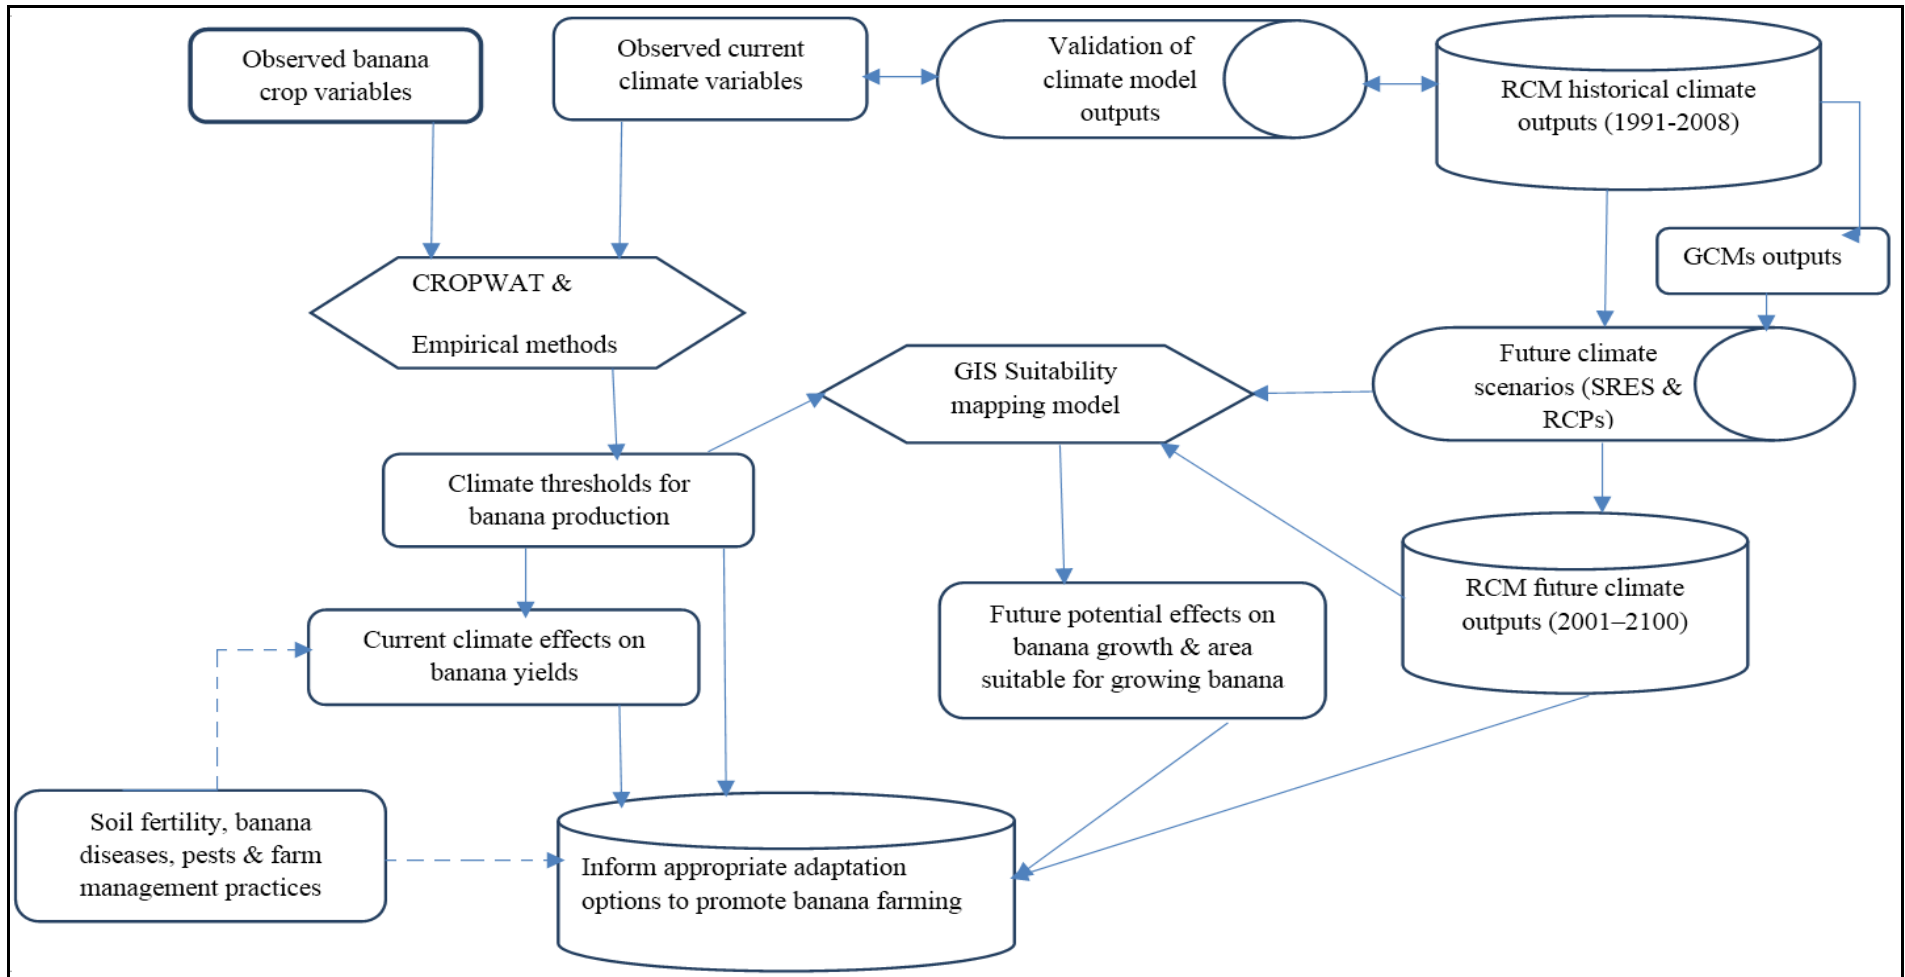 Observed banana
crop variables
Observed current
climate variables
Validation of
climate model
outputs
RCM historical climate
outputs (1991-2008)
GCMs outputs
CROPWAT &
Empirical methods
GIS Suitability
mapping model
Future climate
scenarios (SRES &
RCPs)
Climate thresholds for
banana production
RCM future climate
outputs (2001–2100)
Future potential effects on
banana growth & area
suitable for growing banana
Current climate effects on
banana yields
Soil fertility, banana
diseases, pests & farm
management practices
Inform appropriate adaptation
options to promote banana farming